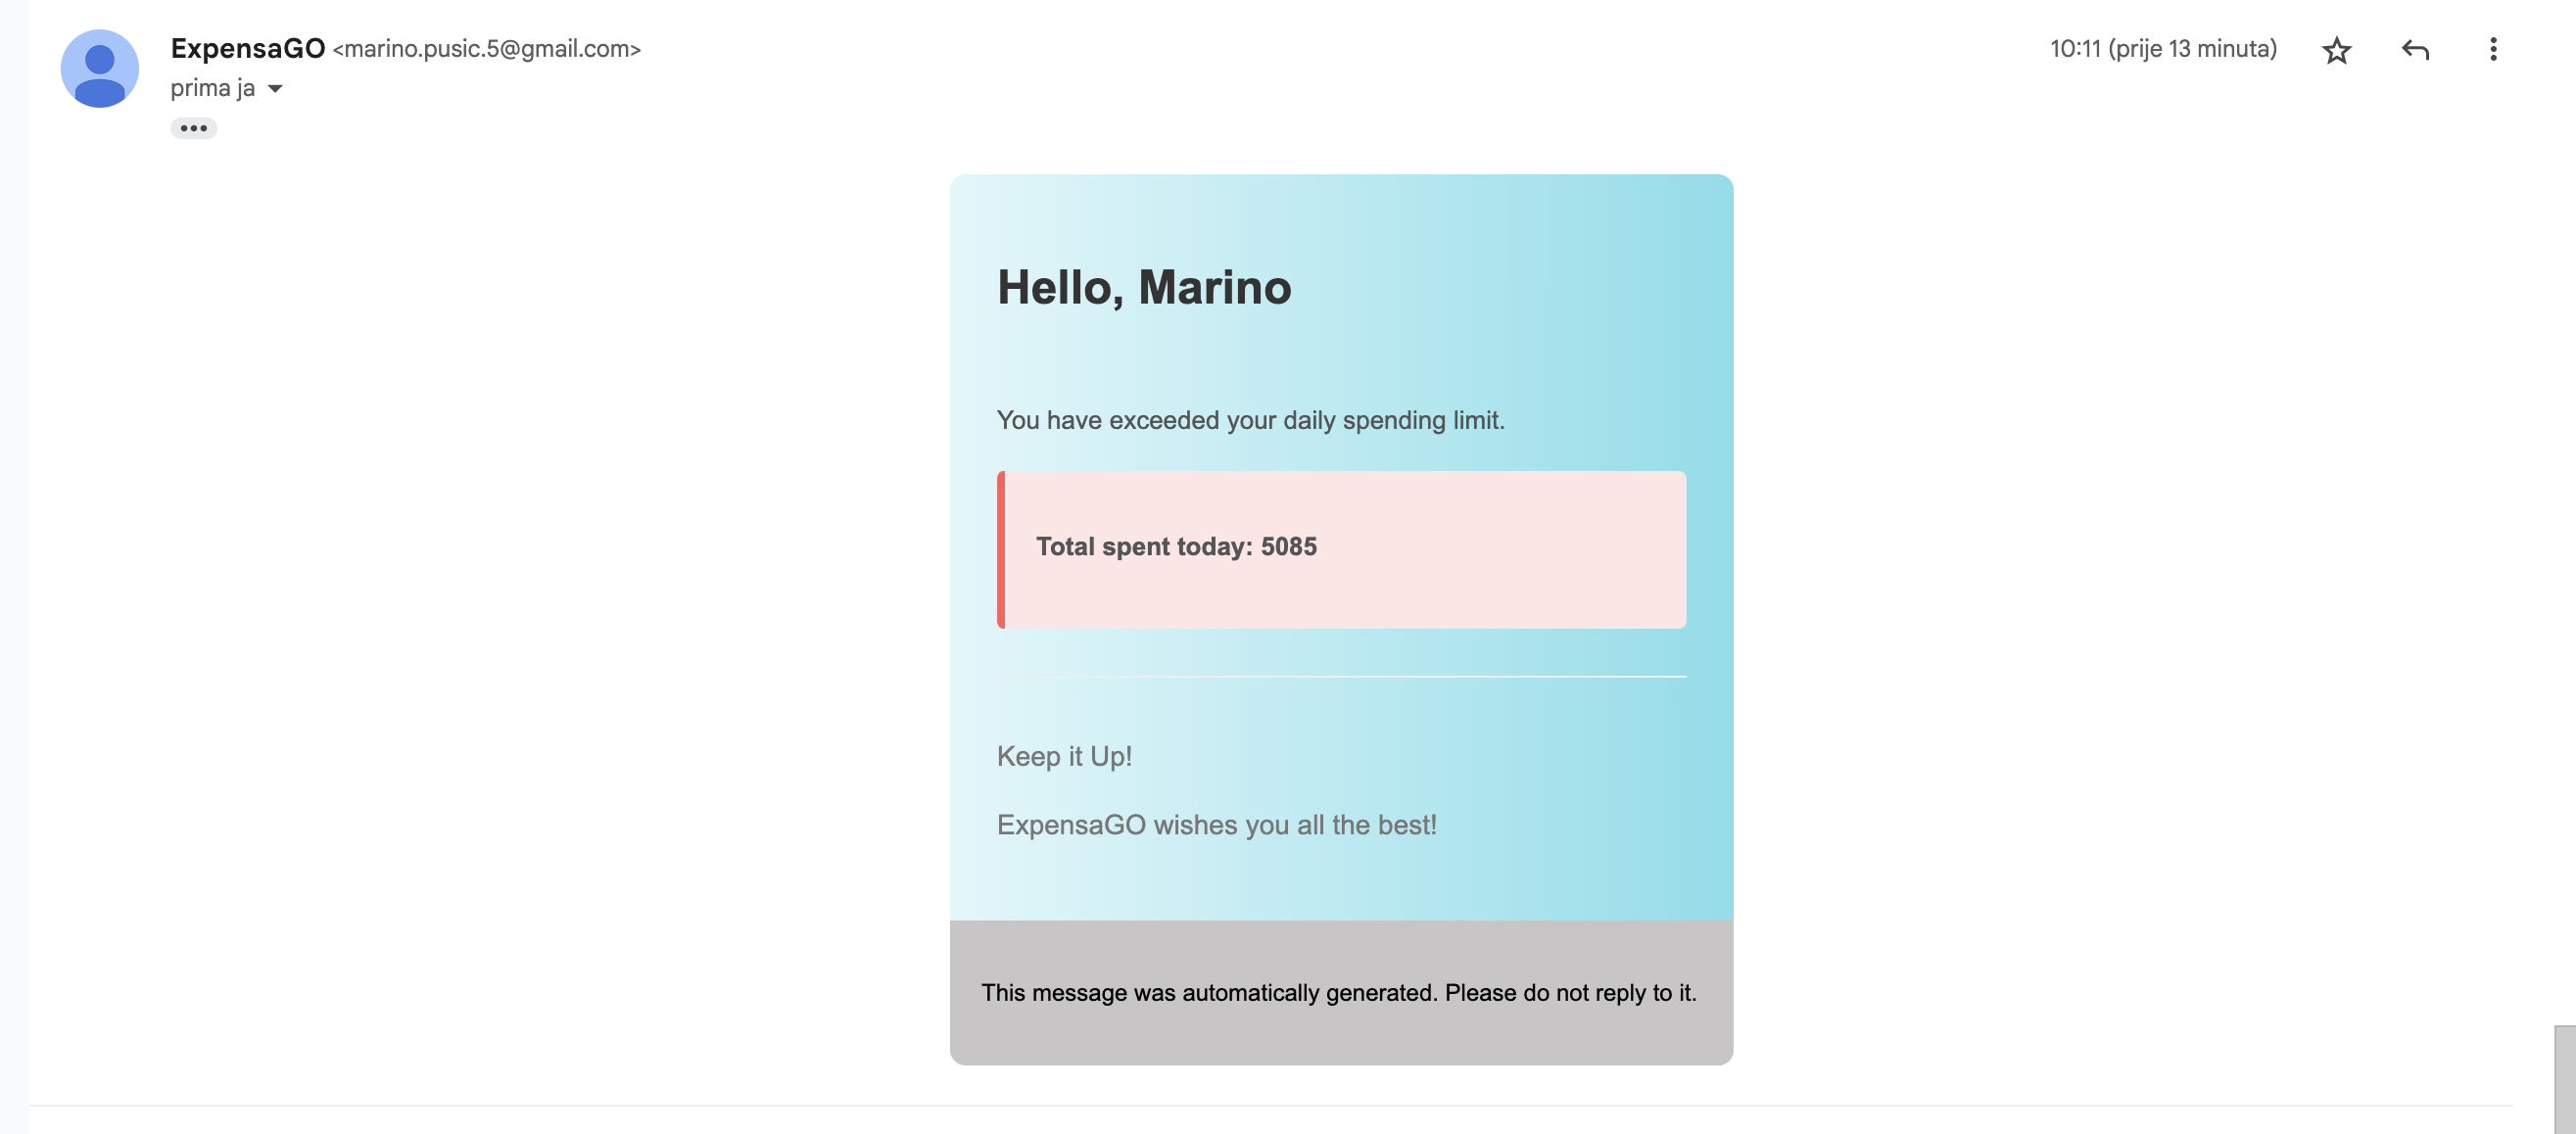 ExpensaGO <marino.pusic.5@gmail.com>
10:11 (prije 13 minuta)
prima ja
Hello, Marino
You have exceeded your daily spending limit.
Total spent today: 5085
Keep it Up!
ExpensaGO wishes you all the best!
This message was automatically generated. Please do not reply to it.